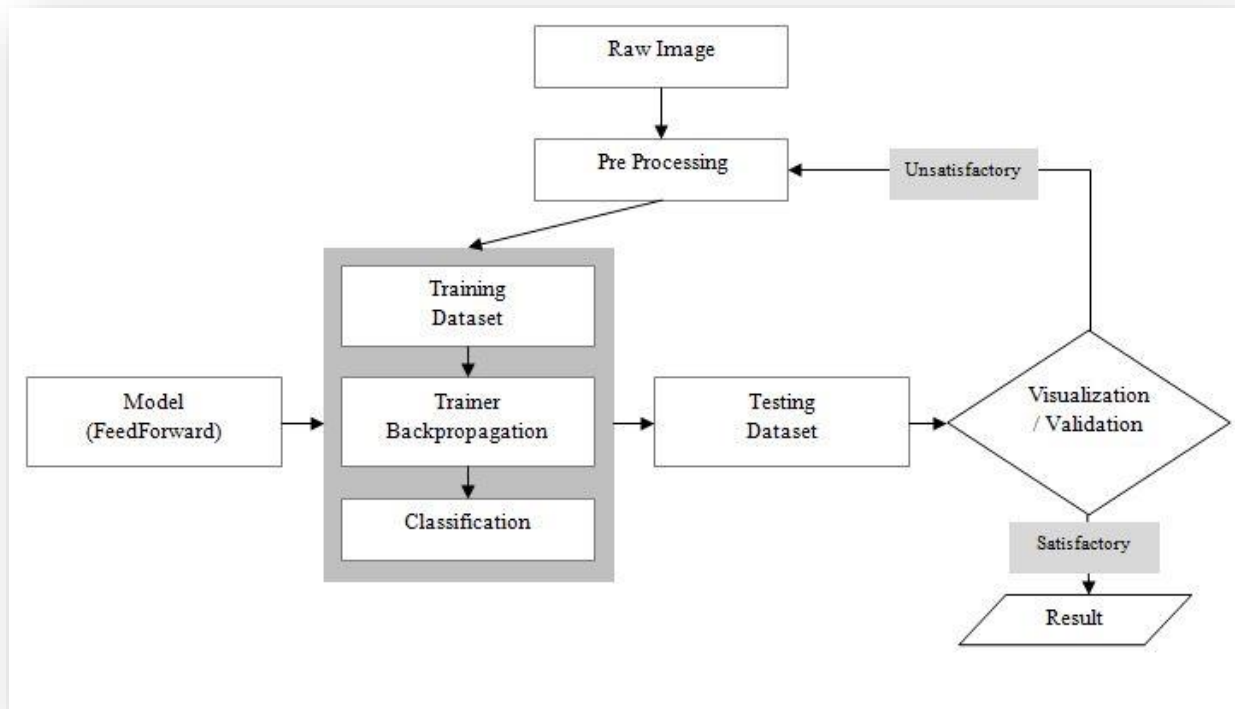 Raw Image
Pre Processing
Unsatisfactory
Training
Dataset
Model
(FeedForward)
Trainer
Backpropagation
Testing
Dataset
Visualization
/ Validation
Classification
Satisfactory
Result